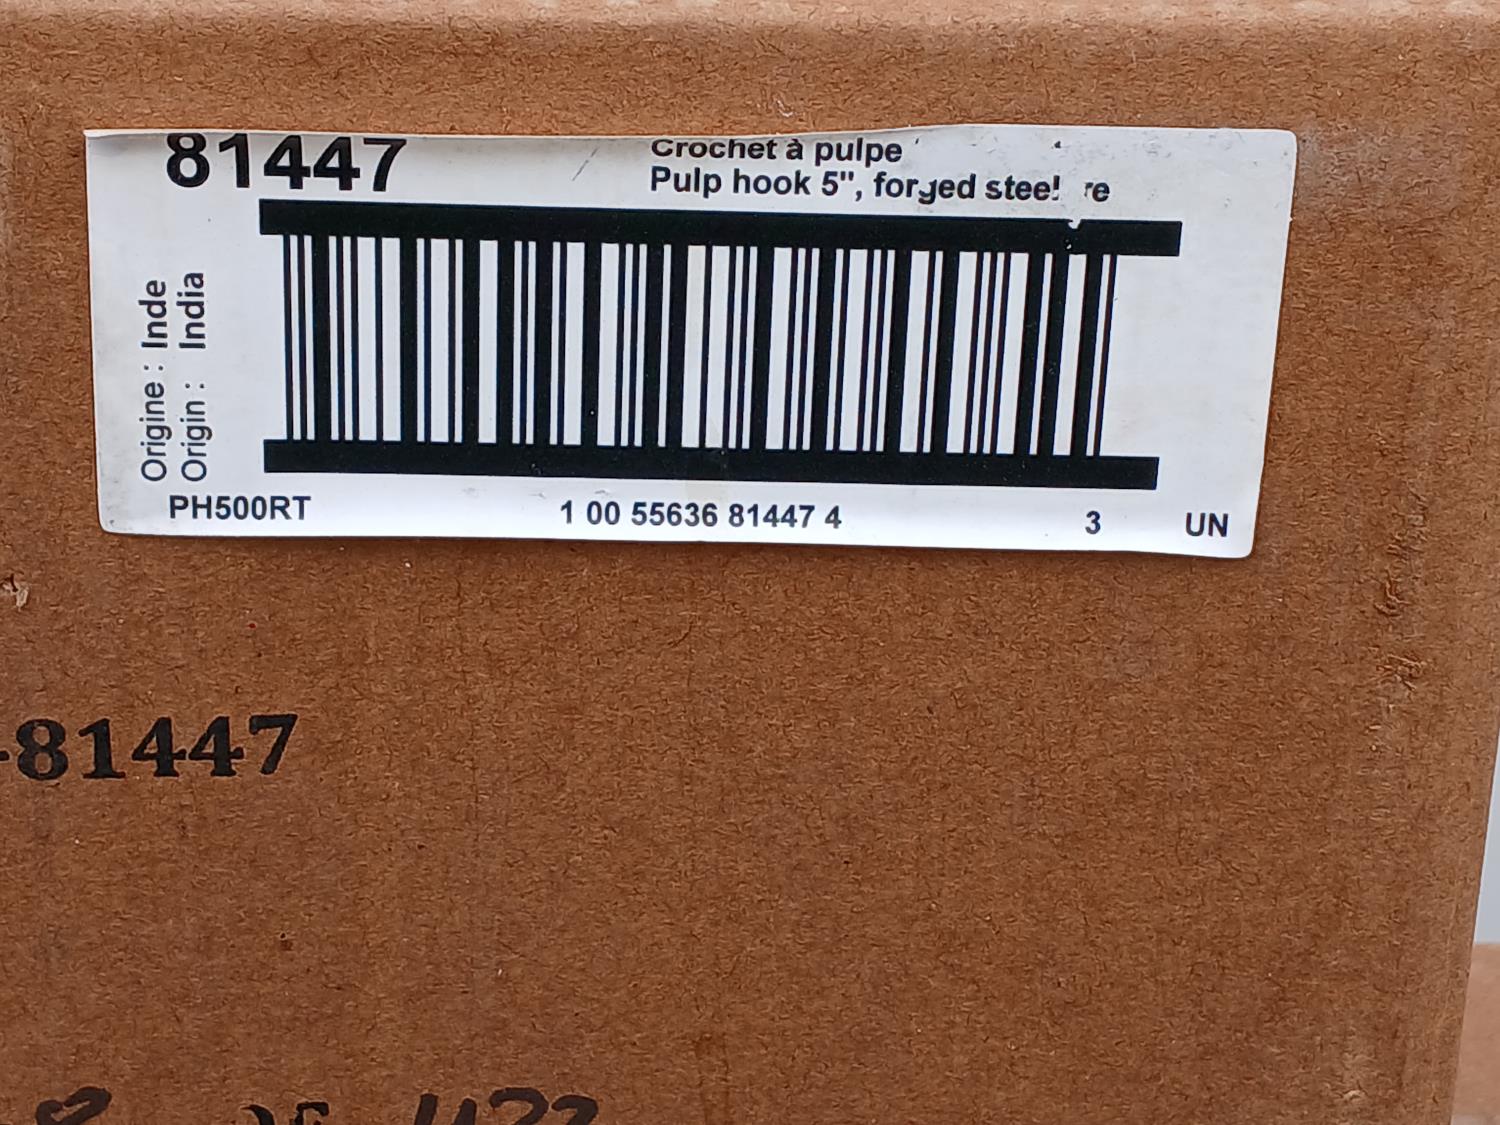 81447
Crochet à pulpe
Pulp hook 5", forged steel
Origine : Inde
Origin : India
PH500RT
1 00 55636 81447 4
3
UN
-81447